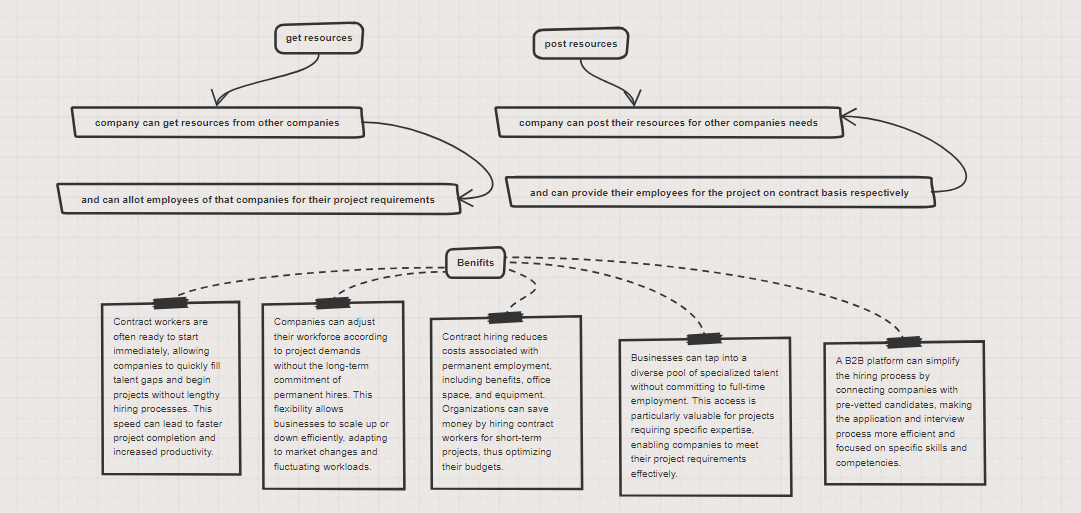 get resources
post resources
company can get resources from other companies
company can post their resources for other companies needs
and can allot employees of that companies for their project requirements
and can provide their employees for the project on contract basis respectively
Benifits
Contract workers are
often ready to start
immediately, allowing
companies to quickly fill
talent gaps and begin
projects without lengthy
hiring processes. This
speed can lead to faster
project completion and
increased productivity.
Companies can adjust
their workforce according
to project demands
without the long-term
commitment of
permanent hires. This
flexibility allows
businesses to scale up or
down efficiently, adapting
to market changes and
fluctuating workloads.
Contract hiring reduces
costs associated with
permanent employment,
including benefits, office
space, and equipment.
Organizations can save
money by hiring contract
workers for short-term
projects, thus optimizing
their budgets.
Businesses can tap into a
diverse pool of specialized talent
without committing to full-time
employment. This access is
particularly valuable for projects
requiring specific expertise,
enabling companies to meet
their project requirements
effectively.
A B2B platform can simplify
the hiring process by
connecting companies with
pre-vetted candidates, making
the application and interview
process more efficient and
focused on specific skills and
competencies.